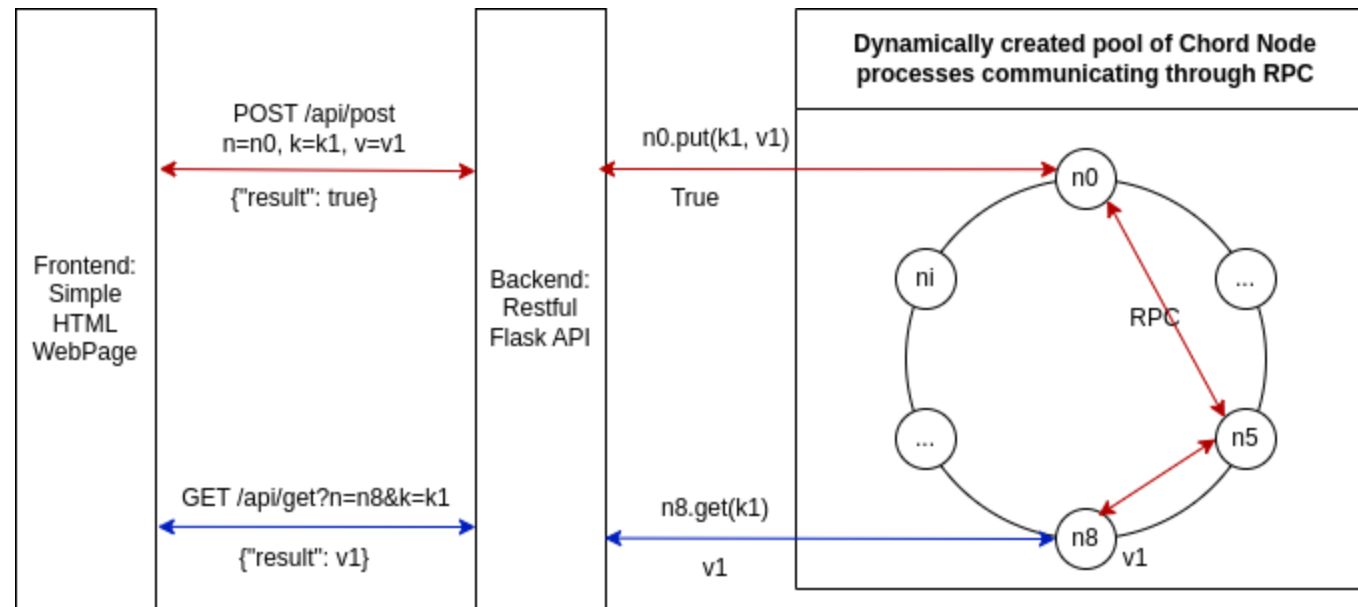 Dynamically created pool of Chord Node
processes communicating through RPC
POST /api/post
n=n0, k=k1, v=v1
{"result": true}
n0.put(k1, v1)
True
Frontend:
Simple
HTML
WebPage
Backend:
Restful
Flask API
n0
ni
...
RPC
...
n5
n8
v1
GET /api/get?n=n8&k=k1
{"result": v1}
n8.get(k1)
v1